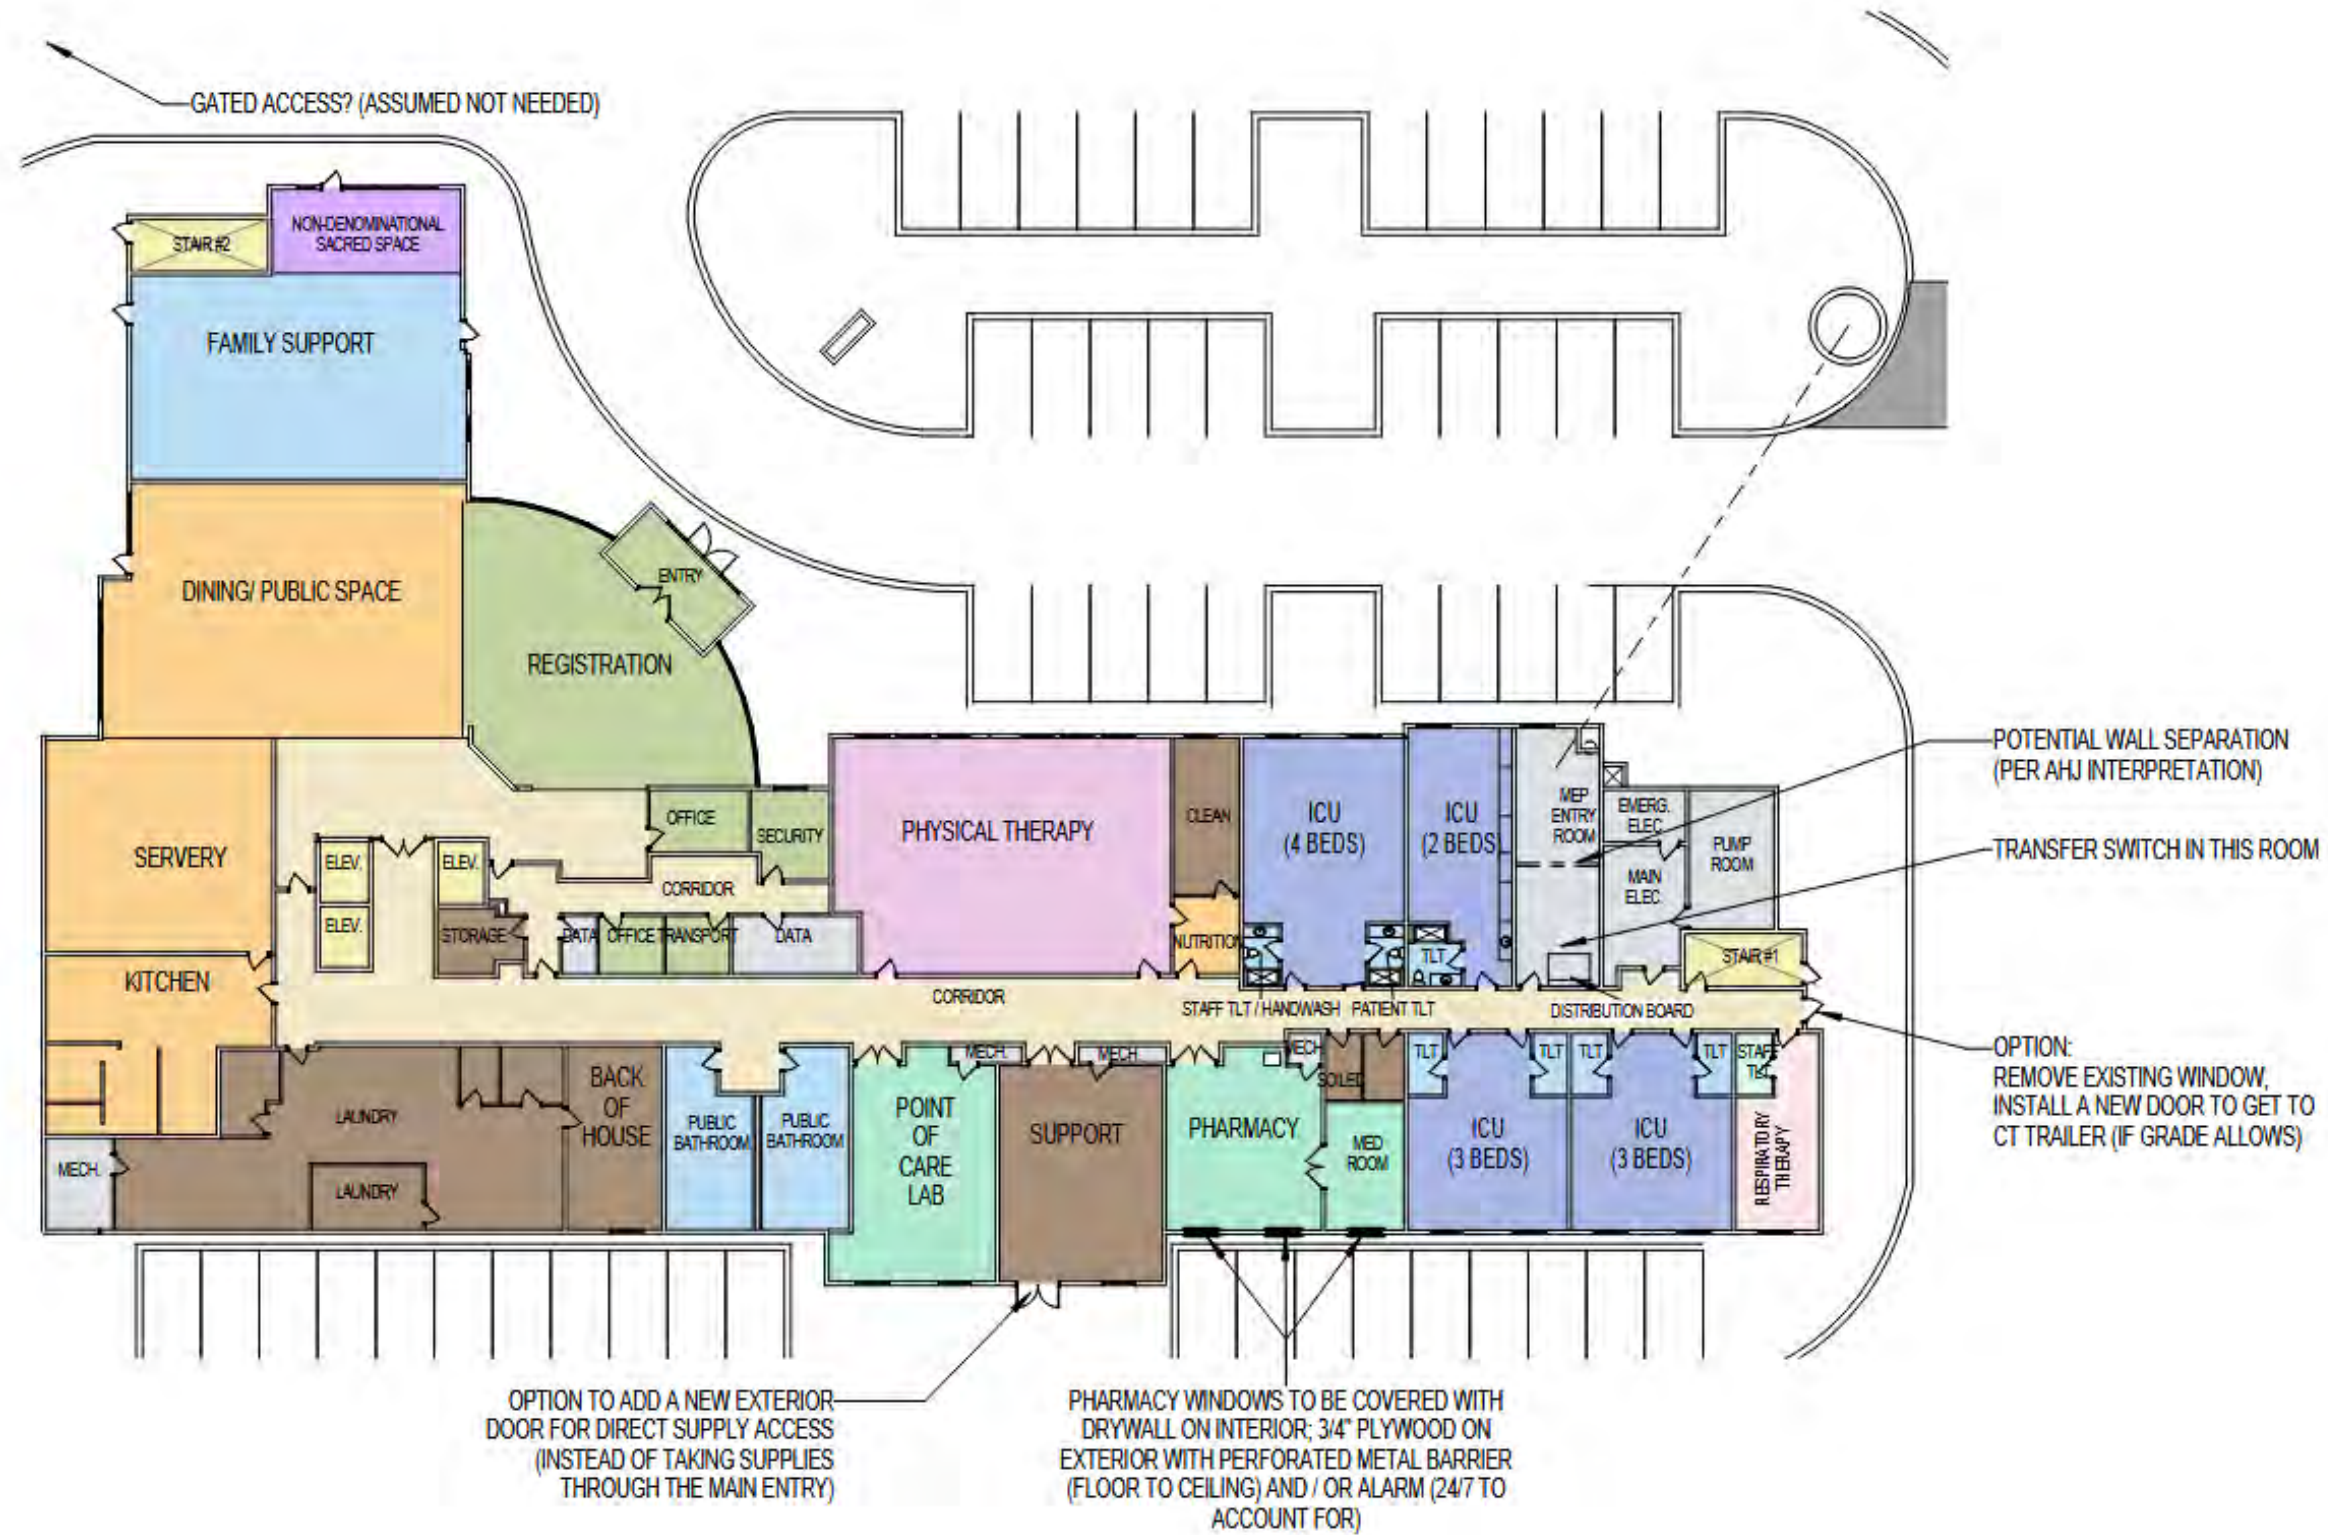 GATED ACCESS? (ASSUMED NOT NEEDED)
NON-DENOMINATIONAL
SACRED SPACE
STAIR #2
FAMILY SUPPORT
DINING/ PUBLIC SPACE
ENTRY
REGISTRATION
SERVERY
ELEV.
ELEV.
ELEV.
OFFICE
SECURITY
CORRIDOR
STORAGE
DATA
OFFICE
TRANSPORT
DATA
PHYSICAL THERAPY
CLEAN
NUTRITION
ICU
(4 BEDS)
ICU
(2 BEDS)
TLT
MEP
ENTRY
ROOM
EMERG.
ELEC.
MAIN
ELEC.
PUMP
ROOM
STAIR #1
POTENTIAL WALL SEPARATION
(PER AHJ INTERPRETATION)
TRANSFER SWITCH IN THIS ROOM
KITCHEN
CORRIDOR
STAFF TLT / HANDWASH
PATIENT TLT
DISTRIBUTION BOARD
MECH.
LAUNDRY
LAUNDRY
BACK
OF
HOUSE
PUBLIC
BATHROOM
PUBLIC
BATHROOM
POINT
OF
CARE
LAB
MECH.
SUPPORT
MECH.
PHARMACY
MECH.
SOILED
MED
ROOM
TLT
ICU
(3 BEDS)
TLT
TLT
ICU
(3 BEDS)
TLT
STAFF
TLT
RESPIRATORY
THERAPY
OPTION:
REMOVE EXISTING WINDOW,
INSTALL A NEW DOOR TO GET TO
CT TRAILER (IF GRADE ALLOWS)
OPTION TO ADD A NEW EXTERIOR
DOOR FOR DIRECT SUPPLY ACCESS
(INSTEAD OF TAKING SUPPLIES
THROUGH THE MAIN ENTRY)
PHARMACY WINDOWS TO BE COVERED WITH
DRYWALL ON INTERIOR; 3/4" PLYWOOD ON
EXTERIOR WITH PERFORATED METAL BARRIER
(FLOOR TO CEILING) AND / OR ALARM (24/7 TO
ACCOUNT FOR)